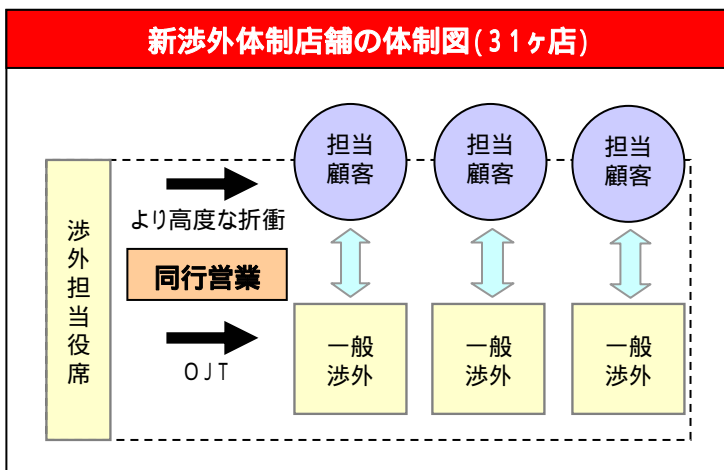 新渉外体制店舗の体制図(31ヶ店)
担当
顧客
担当
顧客
担当
顧客
渉外担当役席
より高度な折衝
同行営業
OJT
一般
渉外
一般
渉外
一般
渉外